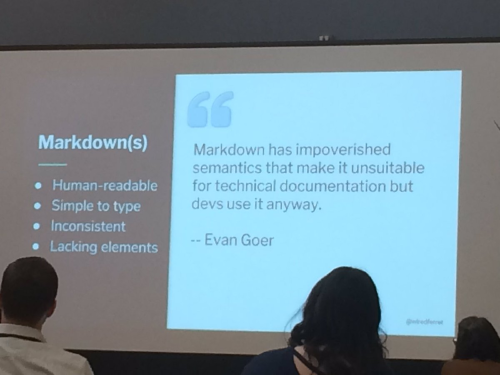 Markdown(s)
• Human-readable
• Simple to type
• Inconsistent
• Lacking elements
Markdown has impoverished
semantics that make it unsuitable
for technical documentation but
devs use it anyway.
-- Evan Goer